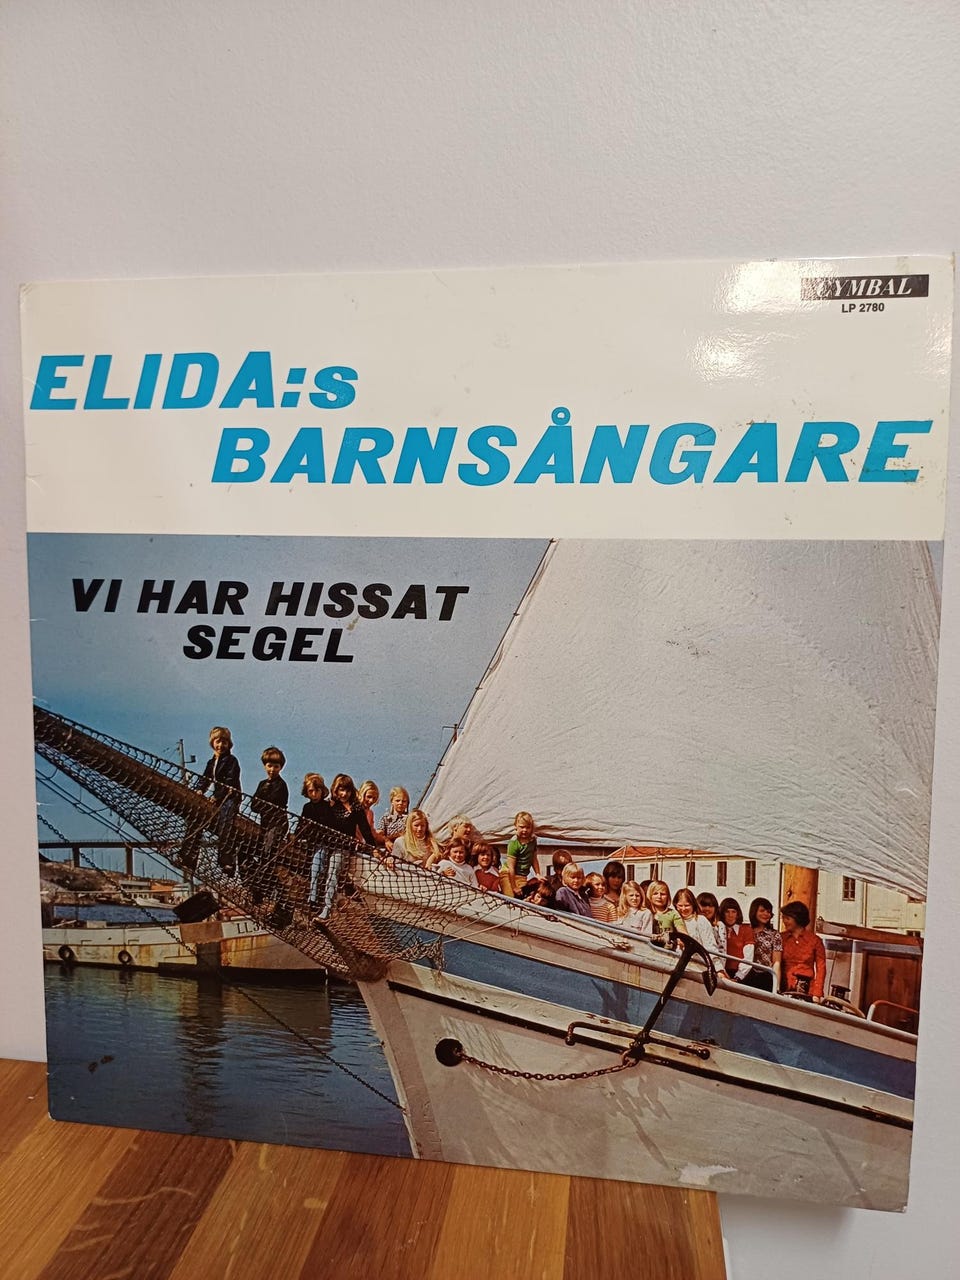 CYMBAL
LP 2780
ELIDA:s
BARNSÅNGARE
VI HAR HISSAT
SEGEL